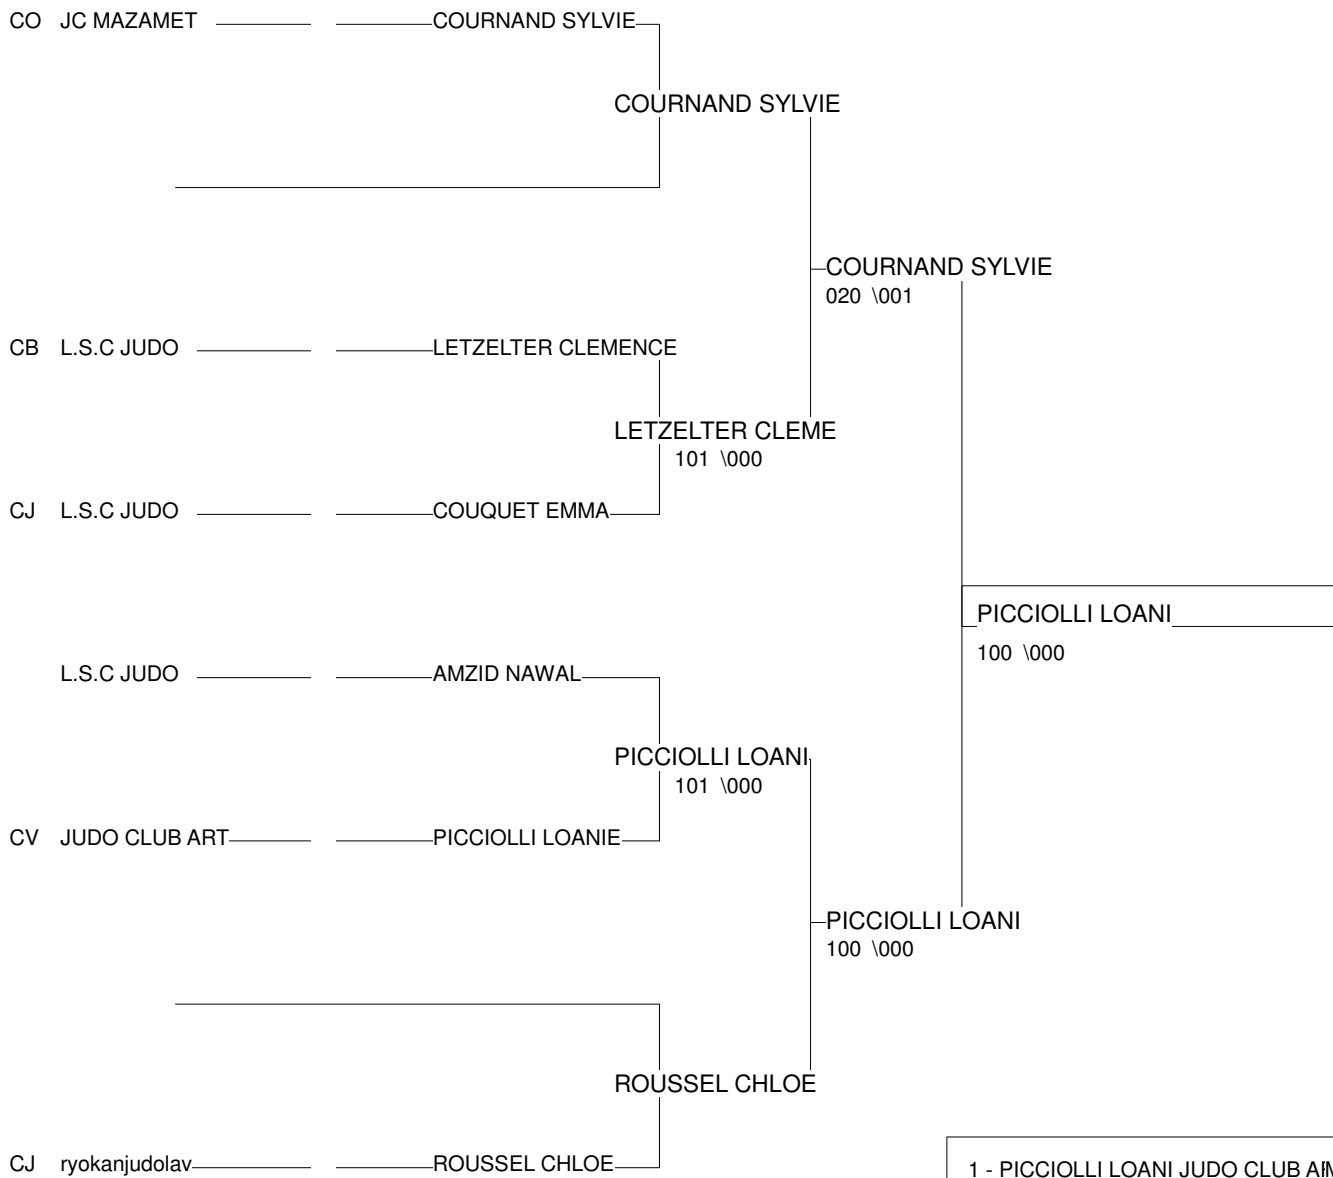 CO JC MAZAMET COURNAND SYLVIE
COURNAND SYLVIE
COURNAND SYLVIE
020 \001
CB L.S.C JUDO LETZELTER CLEMENCE
LETZELTER CLEME
101 \000
CJ L.S.C JUDO COUQUET EMMA
PICCIOLLI LOANI
100 \000
L.S.C JUDO AMZID NAWAL
PICCIOLLI LOANI
101 \000
CV JUDO CLUB ART PICCIOLLI LOANIE
PICCIOLLI LOANI
100 \000
ROUSSEL CHLOE
CJ ryokanjudolav ROUSSEL CHLOE
1 - PICCIOLLI LOANI JUDO CLUB